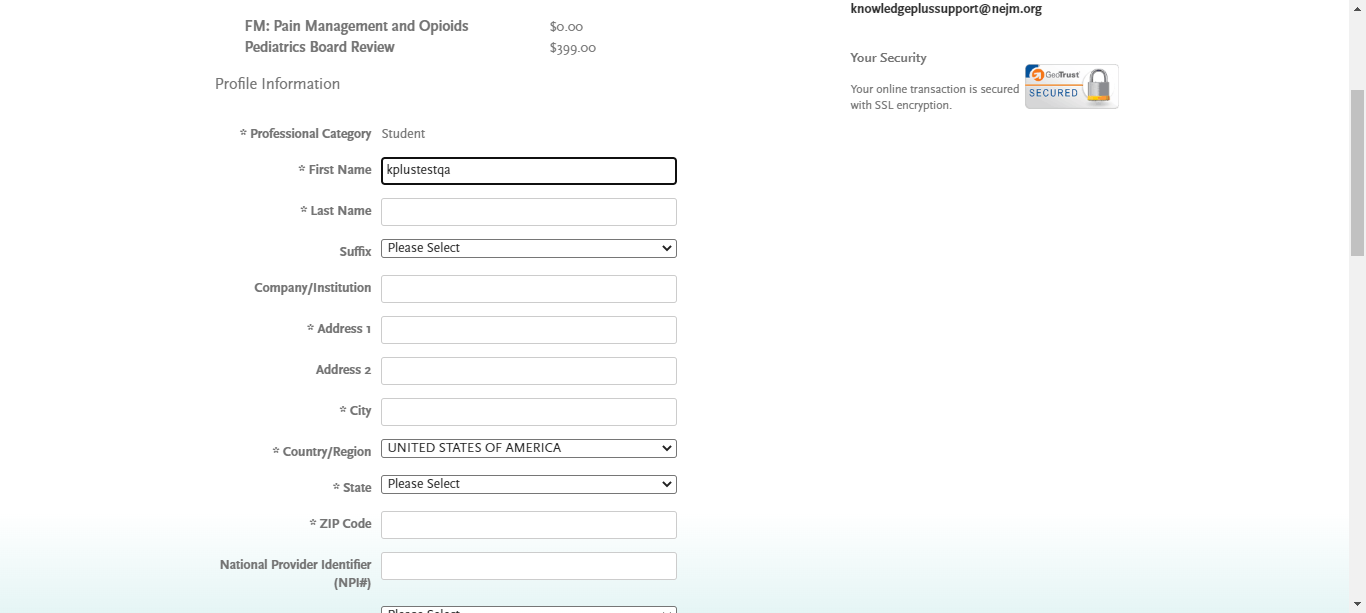 FM: Pain Management and Opioids $0.00
Pediatrics Board Review $399.00
Profile Information
* Professional Category Student
* First Name kplustestqa
* Last Name
Suffix Please Select
Company/Institution
* Address 1
Address 2
* City
* Country/Region UNITED STATES OF AMERICA
* State Please Select
* ZIP Code
National Provider Identifier
(NPI#)
Please Select
knowledgeplussupport@nejm.org
Your Security
Your online transaction is secured
with SSL encryption.
GeoTrust
SECURED